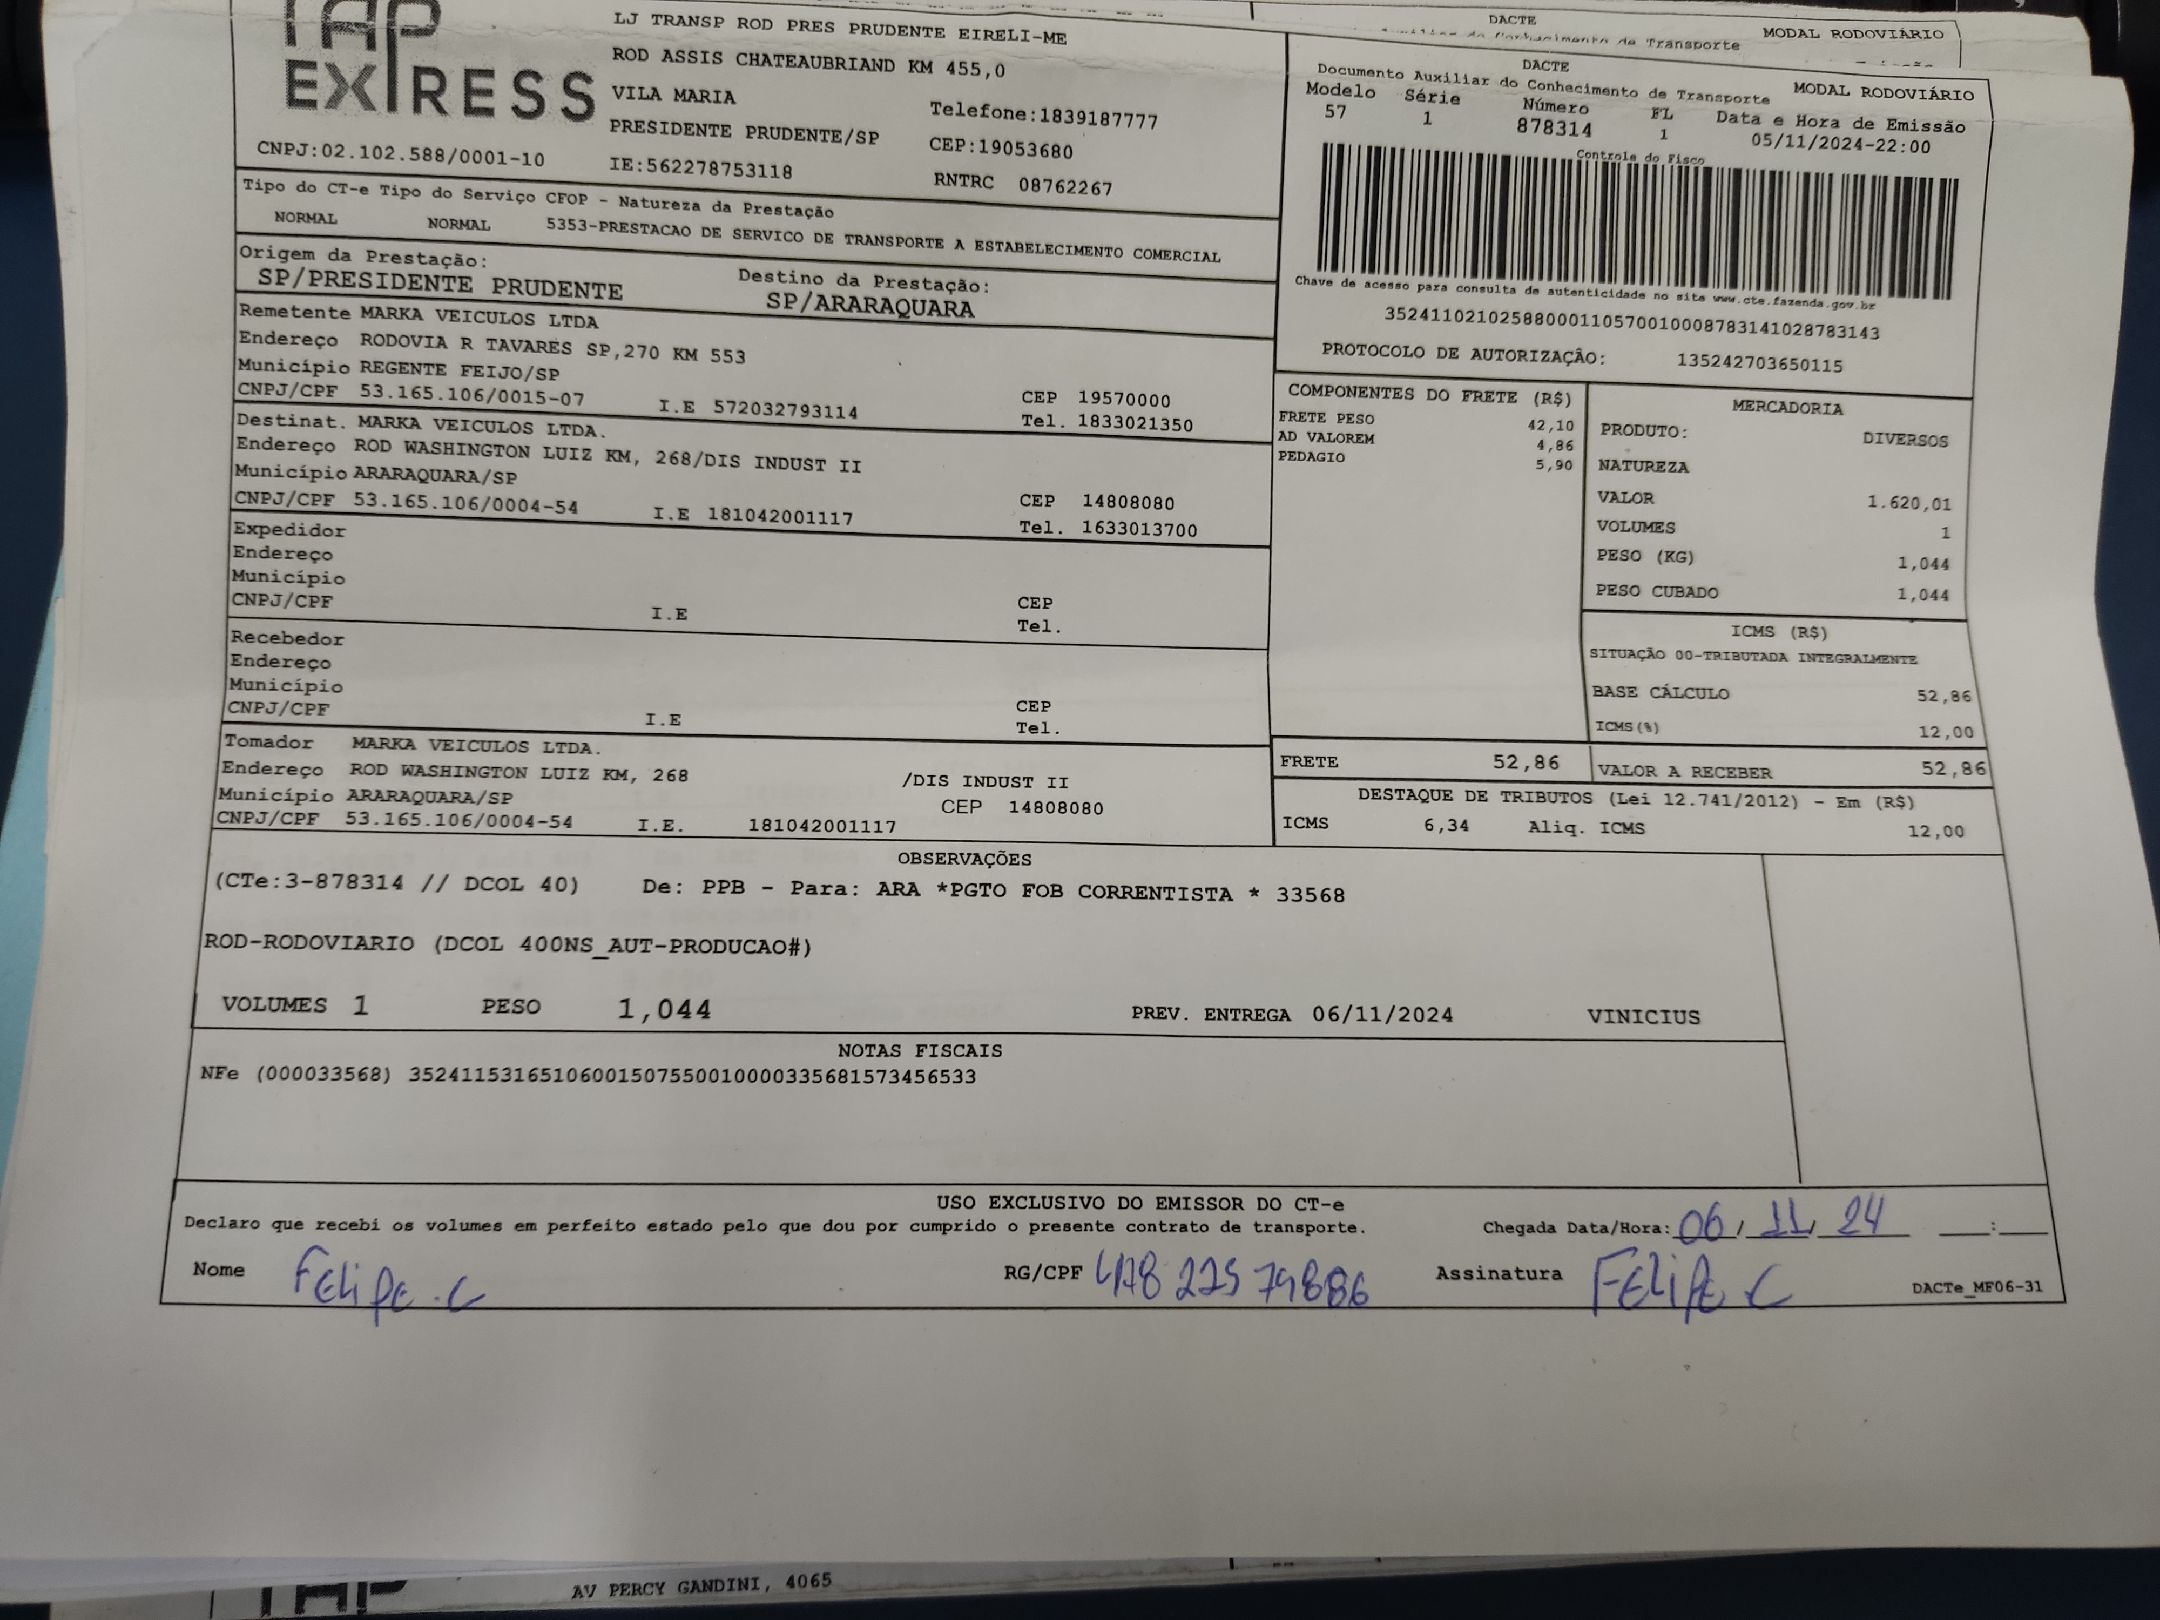 TAP
EXPRESS
CNPJ:02.102.588/0001-10
LJ TRANSP ROD PRES PRUDENTE EIRELI-ME
ROD ASSIS CHATEAUBRIAND KM 455,0
VILA MARIA
Telefone:1839187777
PRESIDENTE PRUDENTE/SP
CEP:19053680
IE:562278753118
RNTRC 08762267
DACTE
MODAL RODOVIÁRIO
de Transporte
DACTE
Documento Auxiliar do Conhecimento de Transporte
MODAL RODOVIÁRIO
Modelo Série Número FL Data e Hora de Emissão
57 1 878314 1 05/11/2024-22:00
Controle do Fisco
Chave de acesso para consulta de autenticidade no site www.cte.fazenda.gov.br
35241102102588000110570010008783141028783143
PROTOCOLO DE AUTORIZAÇÃO: 135242703650115
Tipo do CT-e Tipo do Serviço CFOP - Natureza da Prestação
NORMAL NORMAL 5353-PRESTACAO DE SERVICO DE TRANSPORTE A ESTABELECIMENTO COMERCIAL
Origem da Prestação: Destino da Prestação:
SP/PRESIDENTE PRUDENTE SP/ARARAQUARA
Remetente MARKA VEICULOS LTDA
Endereço RODOVIA R TAVARES SP,270 KM 553
Município REGENTE FEIJO/SP CEP 19570000
CNPJ/CPF 53.165.106/0015-07 I.E 572032793114 Tel. 1833021350
Destinat. MARKA VEICULOS LTDA.
Endereço ROD WASHINGTON LUIZ KM, 268/DIS INDUST II
Município ARARAQUARA/SP CEP 14808080
CNPJ/CPF 53.165.106/0004-54 I.E 181042001117 Tel. 1633013700
Expedidor
Endereço
Município CEP
CNPJ/CPF I.E Tel.
Recebedor
Endereço
Município CEP
CNPJ/CPF I.E Tel.
Tomador MARKA VEICULOS LTDA.
Endereço ROD WASHINGTON LUIZ KM, 268 /DIS INDUST II
Município ARARAQUARA/SP CEP 14808080
CNPJ/CPF 53.165.106/0004-54 I.E. 181042001117
COMPONENTES DO FRETE (R$)
FRETE PESO 42,10
AD VALOREM 4,86
PEDAGIO 5,90
MERCADORIA
PRODUTO: DIVERSOS
NATUREZA
VALOR 1.620,01
VOLUMES 1
PESO (KG) 1,044
PESO CUBADO 1,044
ICMS (R$)
SITUAÇÃO 00-TRIBUTADA INTEGRALMENTE
BASE CÁLCULO 52,86
ICMS(%) 12,00
FRETE 52,86 VALOR A RECEBER 52,86
DESTAQUE DE TRIBUTOS (Lei 12.741/2012) - Em (R$)
ICMS 6,34 Aliq. ICMS 12,00
OBSERVAÇÕES
(CTe:3-878314 // DCOL 40) De: PPB - Para: ARA *PGTO FOB CORRENTISTA * 33568
ROD-RODOVIARIO (DCOL 400NS_AUT-PRODUCAO#)
VOLUMES 1 PESO 1,044 PREV. ENTREGA 06/11/2024 VINICIUS
NOTAS FISCAIS
NFe (000033568) 35241153165106001507550010000335681573456533
USO EXCLUSIVO DO EMISSOR DO CT-e
Declaro que recebi os volumes em perfeito estado pelo que dou por cumprido o presente contrato de transporte. Chegada Data/Hora: 06/11/24 :
Nome FELIPE.C RG/CPF Assinatura FELIPE C DACTe_MF06-31
TAP
AV PERCY GANDINI, 4065